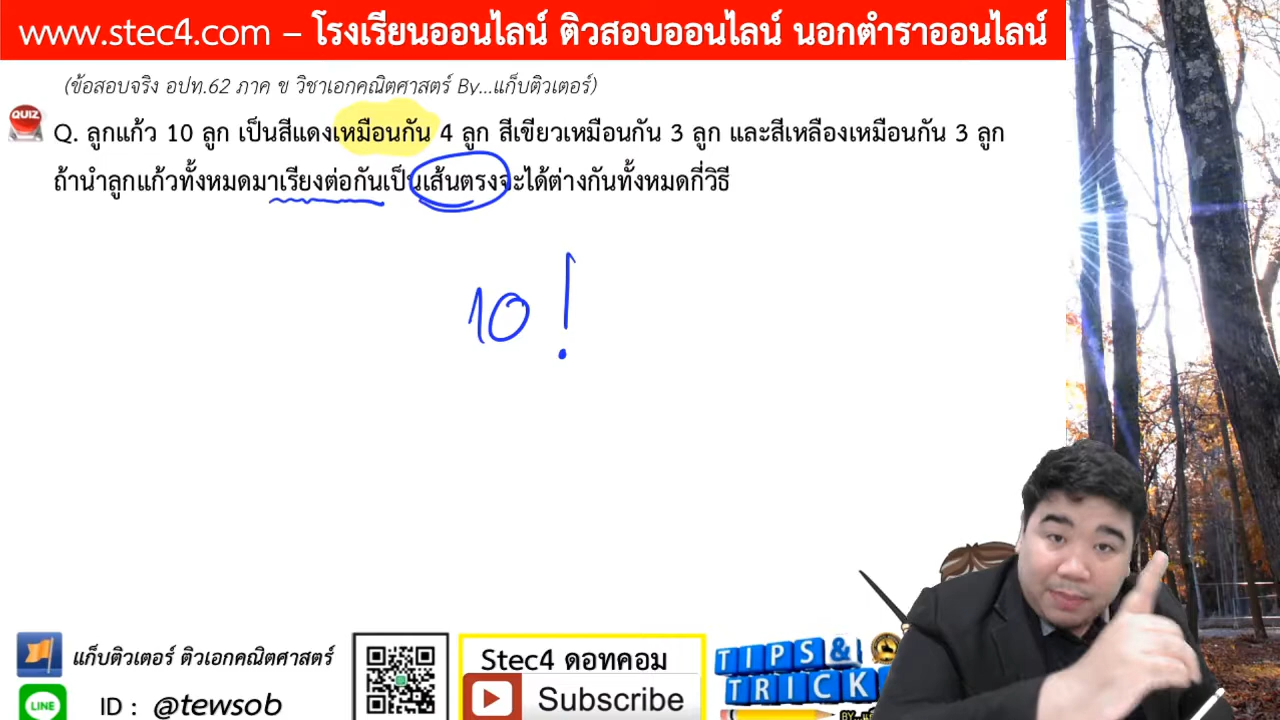 www.stec4.com – โรงเรียนออนไลน์ ติวสอบออนไลน์ นอกตำราออนไลน์
(ข้อสอบจริง อปท.62 ภาค ข วิชาเอกคณิตศาสตร์ By...แก็บติวเตอร์)
QUIZ
Q. ลูกแก้ว 10 ลูก เป็นสีแดงเหมือนกัน 4 ลูก สีเขียวเหมือนกัน 3 ลูก และสีเหลืองเหมือนกัน 3 ลูก
ถ้านำลูกแก้วทั้งหมดมาเรียงต่อกันเป็นเส้นตรงจะได้ต่างกันทั้งหมดกี่วิธี
10 !
แก็บติวเตอร์ ติวเอกคณิตศาสตร์
LINE
ID : @tewsob
Stec4 ดอทคอม
Subscribe
TIPS &
TRICK